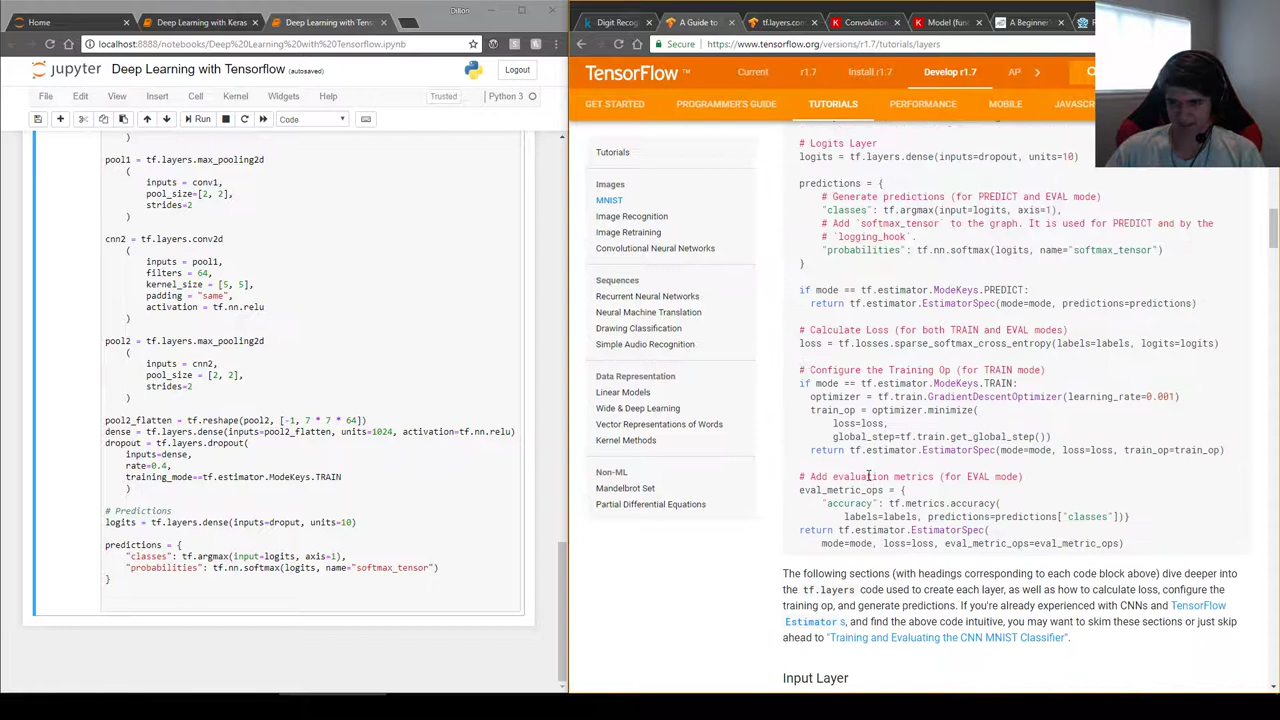 Home
Deep Learning with Keras
Deep Learning with Ten
Dillon
localhost:8888/notebooks/Deep%20Learning%20with%20Tensorflow.ipynb
jupyter Deep Learning with Tensorflow (autosaved)
Logout
File Edit View Insert Cell Kernel Widgets Help
Trusted
Python 3
Run
Code
)
pool1 = tf.layers.max_pooling2d
(
inputs = conv1,
pool_size=[2, 2],
strides=2
)
cnn2 = tf.layers.conv2d
(
inputs = pool1,
filters = 64,
kernel_size = [5, 5],
padding = "same",
activation = tf.nn.relu
)
pool2 = tf.layers.max_pooling2d
(
inputs = cnn2,
pool_size = [2, 2],
strides=2
)
pool2_flatten = tf.reshape(pool2, [-1, 7 * 7 * 64])
dense = tf.layers.dense(inputs=pool2_flatten, units=1024, activation=tf.nn.relu)
dropout = tf.layers.dropout(
inputs=dense,
rate=0.4,
training_mode==tf.estimator.ModeKeys.TRAIN
)
# Predictions
logits = tf.layers.dense(inputs=droput, units=10)
predictions = {
"classes": tf.argmax(input=logits, axis=1),
"probabilities": tf.nn.softmax(logits, name="softmax_tensor")
}
Digit Recog
A Guide to
tf.layers.con
Convolution
Model (func
A Beginner'
Secure
https://www.tensorflow.org/versions/r1.7/tutorials/layers
TensorFlow™
Current
r1.7
Install r1.7
Develop r1.7
AP
GET STARTED
PROGRAMMER'S GUIDE
TUTORIALS
PERFORMANCE
MOBILE
JAVASCR
Tutorials
Images
MNIST
Image Recognition
Image Retraining
Convolutional Neural Networks
Sequences
Recurrent Neural Networks
Neural Machine Translation
Drawing Classification
Simple Audio Recognition
Data Representation
Linear Models
Wide & Deep Learning
Vector Representations of Words
Kernel Methods
Non-ML
Mandelbrot Set
Partial Differential Equations
# Logits Layer
logits = tf.layers.dense(inputs=dropout, units=10)
predictions = {
# Generate predictions (for PREDICT and EVAL mode)
"classes": tf.argmax(input=logits, axis=1),
# Add `softmax_tensor` to the graph. It is used for PREDICT and by the
# `logging_hook`.
"probabilities": tf.nn.softmax(logits, name="softmax_tensor")
}
if mode == tf.estimator.ModeKeys.PREDICT:
return tf.estimator.EstimatorSpec(mode=mode, predictions=predictions)
# Calculate Loss (for both TRAIN and EVAL modes)
loss = tf.losses.sparse_softmax_cross_entropy(labels=labels, logits=logits)
# Configure the Training Op (for TRAIN mode)
if mode == tf.estimator.ModeKeys.TRAIN:
optimizer = tf.train.GradientDescentOptimizer(learning_rate=0.001)
train_op = optimizer.minimize(
loss=loss,
global_step=tf.train.get_global_step())
return tf.estimator.EstimatorSpec(mode=mode, loss=loss, train_op=train_op)
# Add evaluation metrics (for EVAL mode)
eval_metric_ops = {
"accuracy": tf.metrics.accuracy(
labels=labels, predictions=predictions["classes"])}
return tf.estimator.EstimatorSpec(
mode=mode, loss=loss, eval_metric_ops=eval_metric_ops)
The following sections (with headings corresponding to each code block above) dive deeper into
the tf.layers code used to create each layer, as well as how to calculate loss, configure the
training op, and generate predictions. If you're already experienced with CNNs and TensorFlow
Estimators, and find the above code intuitive, you may want to skim these sections or just skip
ahead to "Training and Evaluating the CNN MNIST Classifier".
Input Layer